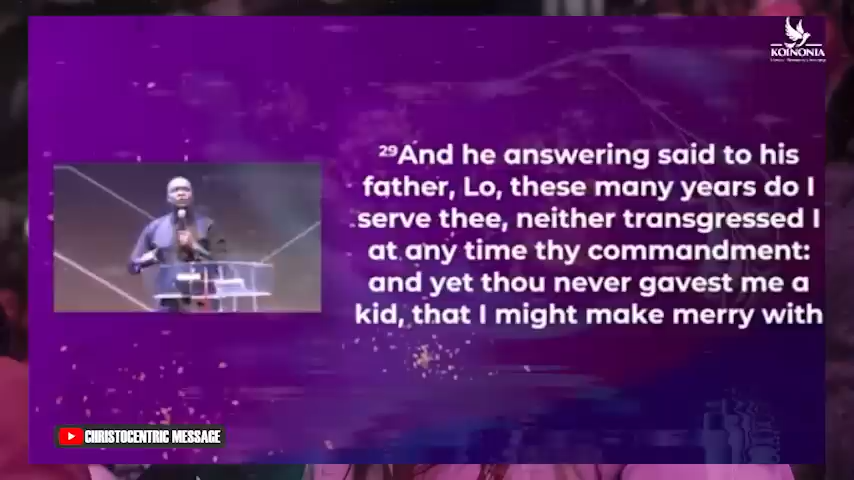 KOINONIA
²⁹And he answering said to his
father, Lo, these many years do I
serve thee, neither transgressed I
at any time thy commandment:
and yet thou never gavest me a
kid, that I might make merry with
CHRISTOCENTRIC MESSAGE